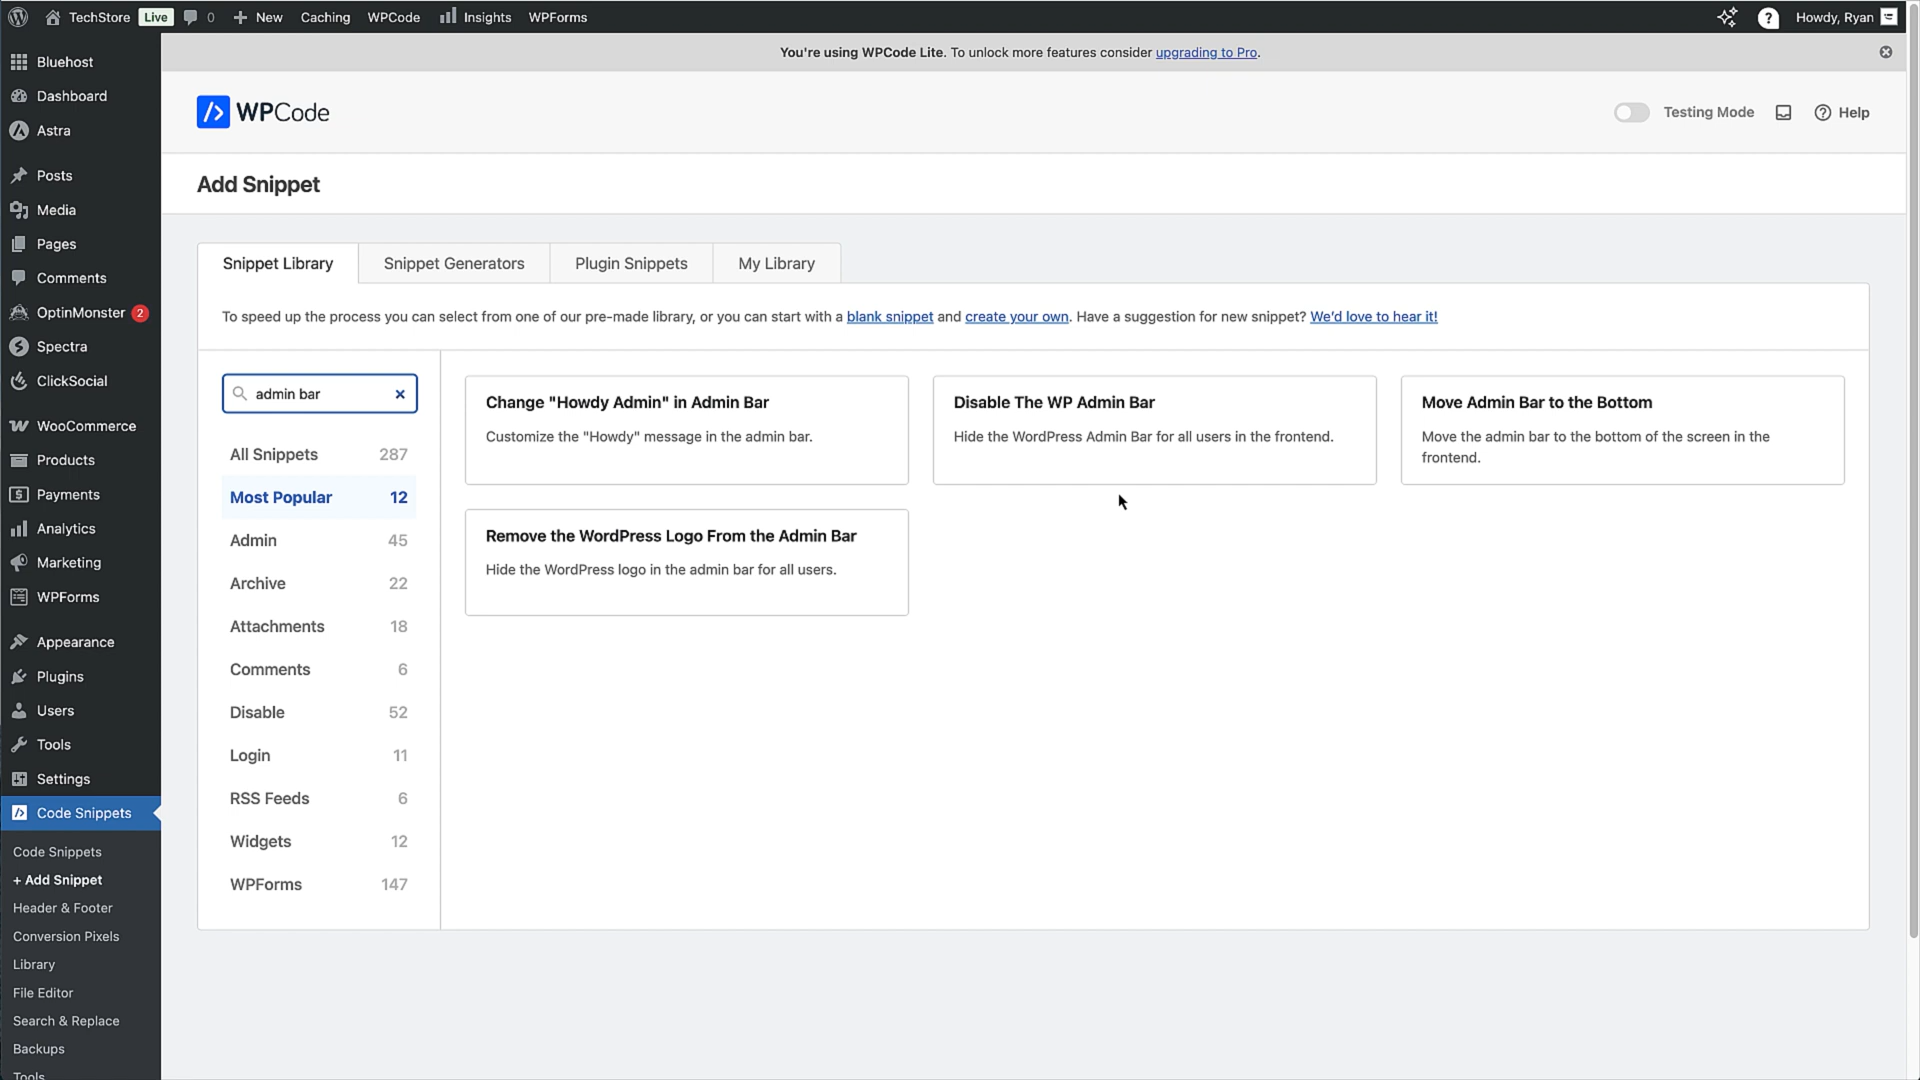 TechStore Live 0 New Caching WPCode Insights WPForms Howdy, Ryan
You're using WPCode Lite. To unlock more features consider upgrading to Pro.
Bluehost
Dashboard
Astra
Posts
Media
Pages
Comments
OptinMonster 2
Spectra
ClickSocial
WooCommerce
Products
Payments
Analytics
Marketing
WPForms
Appearance
Plugins
Users
Tools
Settings
Code Snippets
Code Snippets
+ Add Snippet
Header & Footer
Conversion Pixels
Library
File Editor
Search & Replace
Backups
Tools
WPCode
Testing Mode
Help
Add Snippet
Snippet Library
Snippet Generators
Plugin Snippets
My Library
To speed up the process you can select from one of our pre-made library, or you can start with a blank snippet and create your own. Have a suggestion for new snippet? We'd love to hear it!
admin bar
All Snippets 287
Most Popular 12
Admin 45
Archive 22
Attachments 18
Comments 6
Disable 52
Login 11
RSS Feeds 6
Widgets 12
WPForms 147
Change "Howdy Admin" in Admin Bar
Customize the "Howdy" message in the admin bar.
Disable The WP Admin Bar
Hide the WordPress Admin Bar for all users in the frontend.
Move Admin Bar to the Bottom
Move the admin bar to the bottom of the screen in the
frontend.
Remove the WordPress Logo From the Admin Bar
Hide the WordPress logo in the admin bar for all users.